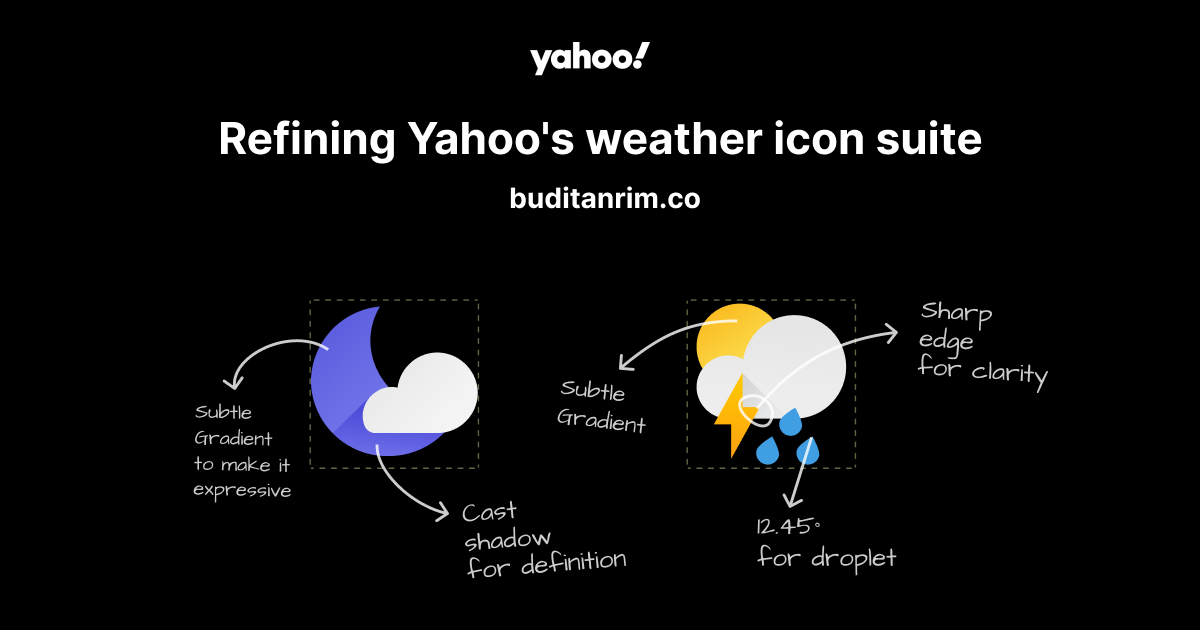 yahoo!
Refining Yahoo's weather icon suite
buditanrim.co
Subtle
Gradient
to make it
expressive
Cast
shadow
for definition
Subtle
Gradient
Sharp
edge
for clarity
12.45°
for droplet